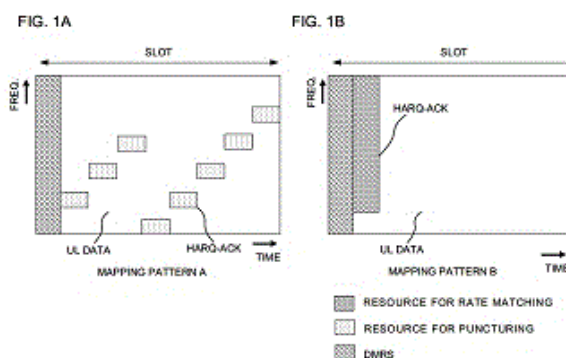 FIG. 1A
FIG. 1B
SLOT
SLOT
FREQ.
FREQ.
HARQ-ACK
UL DATA
HARQ-ACK
TIME
UL DATA
TIME
MAPPING PATTERN A
MAPPING PATTERN B
RESOURCE FOR RATE MATCHING
RESOURCE FOR PUNCTURING
DMRS